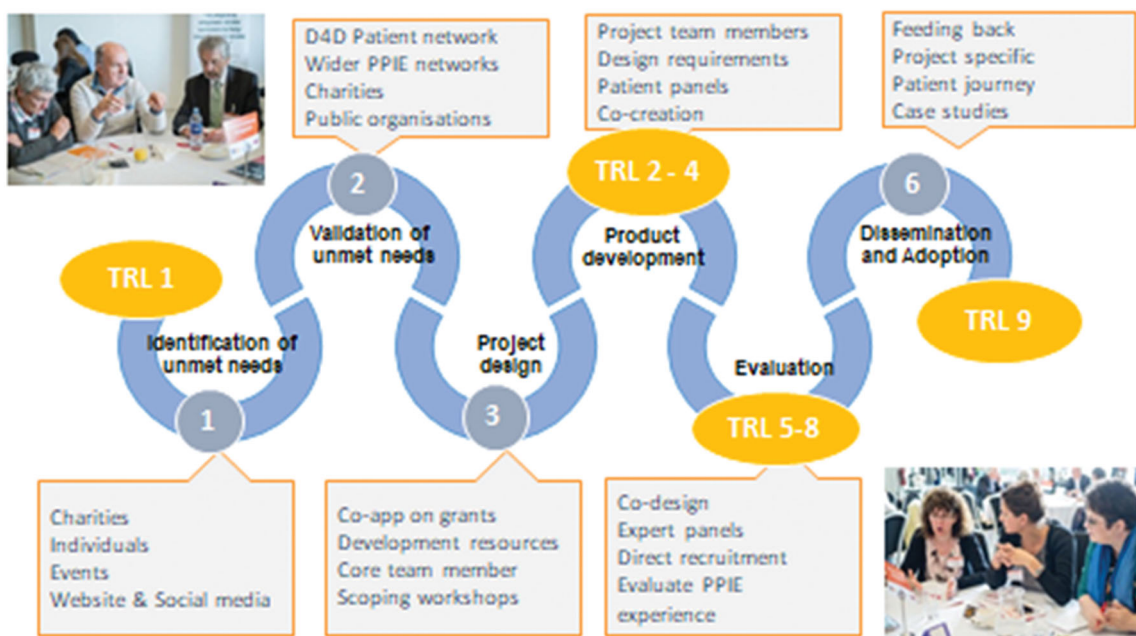 D4D Patient network
Wider PPIE networks
Charities
Public organisations
Project team members
Design requirements
Patient panels
Co-creation
Feeding back
Project specific
Patient journey
Case studies
2
TRL 2 - 4
6
Validation of
unmet needs
Product
development
Dissemination
and Adoption
TRL 1
TRL 9
Identification of
unmet needs
Project
design
Evaluation
1
3
TRL 5-8
Charities
Individuals
Events
Website & Social media
Co-app on grants
Development resources
Core team member
Scoping workshops
Co-design
Expert panels
Direct recruitment
Evaluate PPIE
experience